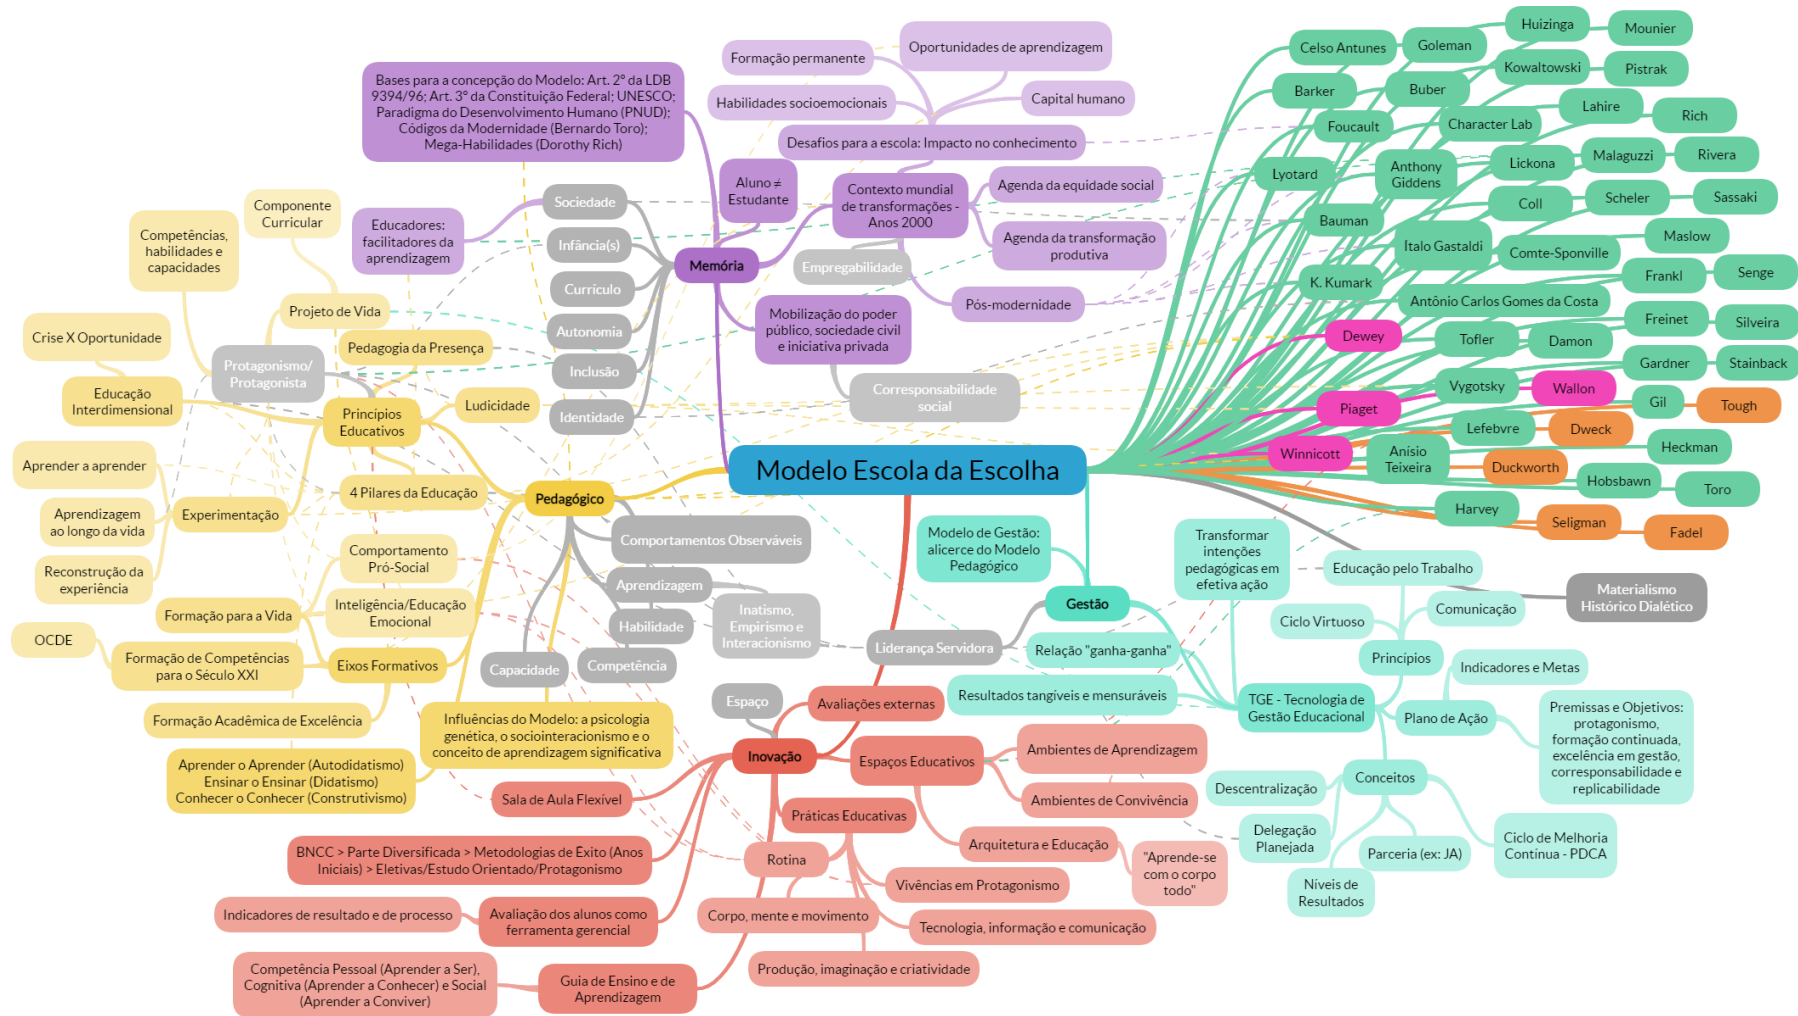 Modelo Escola da Escolha
Memória
Bases para a concepção do Modelo: Art. 2º da LDB
9394/96; Art. 3º da Constituição Federal; UNESCO;
Paradigma do Desenvolvimento Humano (PNUD);
Códigos da Modernidade (Bernardo Toro);
Mega-Habilidades (Dorothy Rich)
Aluno ≠
Estudante
Sociedade
Educadores:
facilitadores da
aprendizagem
Infância(s)
Currículo
Autonomia
Inclusão
Identidade
Formação permanente
Oportunidades de aprendizagem
Habilidades socioemocionais
Capital humano
Desafios para a escola: Impacto no conhecimento
Contexto mundial
de transformações -
Anos 2000
Agenda da equidade social
Agenda da transformação
produtiva
Empregabilidade
Pós-modernidade
Mobilização do poder
público, sociedade civil
e iniciativa privada
Corresponsabilidade
social
Pedagógico
Princípios
Educativos
Componente
Curricular
Competências,
habilidades e
capacidades
Projeto de Vida
Protagonismo/
Protagonista
Pedagogia da Presença
Crise X Oportunidade
Educação
Interdimensional
Ludicidade
4 Pilares da Educação
Aprender a aprender
Experimentação
Aprendizagem
ao longo da vida
Reconstrução da
experiência
Comportamento
Pró-Social
Inteligência/Educação
Emocional
Formação para a Vida
OCDE
Formação de Competências
para o Século XXI
Eixos Formativos
Formação Acadêmica de Excelência
Aprender o Aprender (Autodidatismo)
Ensinar o Ensinar (Didatismo)
Conhecer o Conhecer (Construtivismo)
Influências do Modelo: a psicologia
genética, o sociointeracionismo e o
conceito de aprendizagem significativa
Comportamentos Observáveis
Aprendizagem
Inatismo,
Empirismo e
Interacionismo
Habilidade
Competência
Capacidade
Inovação
Espaço
Avaliações externas
Espaços Educativos
Ambientes de Aprendizagem
Ambientes de Convivência
Arquitetura e Educação
"Aprende-se
com o corpo
todo"
Sala de Aula Flexível
Práticas Educativas
Rotina
Vivências em Protagonismo
Corpo, mente e movimento
Tecnologia, informação e comunicação
Produção, imaginação e criatividade
BNCC > Parte Diversificada > Metodologias de Êxito (Anos
Iniciais) > Eletivas/Estudo Orientado/Protagonismo
Indicadores de resultado e de processo
Avaliação dos alunos como
ferramenta gerencial
Competência Pessoal (Aprender a Ser),
Cognitiva (Aprender a Conhecer) e Social
(Aprender a Conviver)
Guia de Ensino e de
Aprendizagem
Gestão
Modelo de Gestão:
alicerce do Modelo
Pedagógico
Liderança Servidora
Transformar
intenções
pedagógicas em
efetiva ação
Relação "ganha-ganha"
Resultados tangíveis e mensuráveis
TGE - Tecnologia de
Gestão Educacional
Educação pelo Trabalho
Ciclo Virtuoso
Comunicação
Princípios
Indicadores e Metas
Plano de Ação
Premissas e Objetivos:
protagonismo,
formação continuada,
excelência em gestão,
corresponsabilidade e
replicabilidade
Conceitos
Descentralização
Delegação
Planejada
Níveis de
Resultados
Parceria (ex: JA)
Ciclo de Melhoria
Contínua - PDCA
Materialismo
Histórico Dialético
Huizinga
Mounier
Celso Antunes
Goleman
Kowaltowski
Pistrak
Barker
Buber
Lahire
Rich
Foucault
Character Lab
Lickona
Malaguzzi
Rivera
Lyotard
Anthony
Giddens
Coll
Scheler
Sassaki
Bauman
Ítalo Gastaldi
Comte-Sponville
Maslow
K. Kumark
Frankl
Senge
Antônio Carlos Gomes da Costa
Dewey
Tofler
Damon
Freinet
Silveira
Gardner
Stainback
Vygotsky
Wallon
Piaget
Gil
Tough
Lefebvre
Dweck
Winnicott
Anísio
Teixeira
Heckman
Duckworth
Hobsbawn
Toro
Harvey
Seligman
Fadel